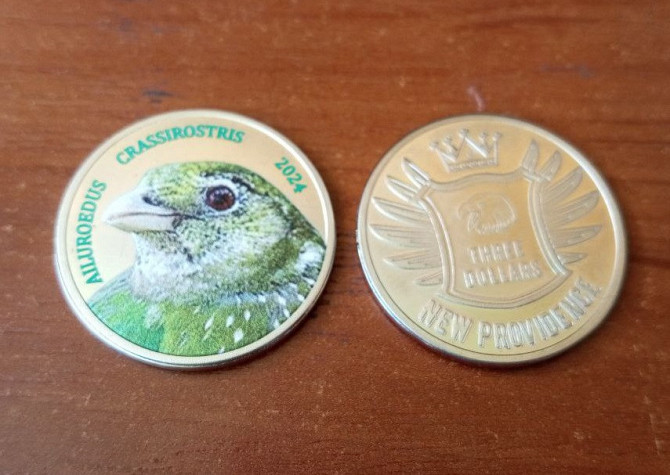 AILUROEDUS CRASSIROSTRIS 2024
THREE
DOLLARS
NEW PROVIDENCE